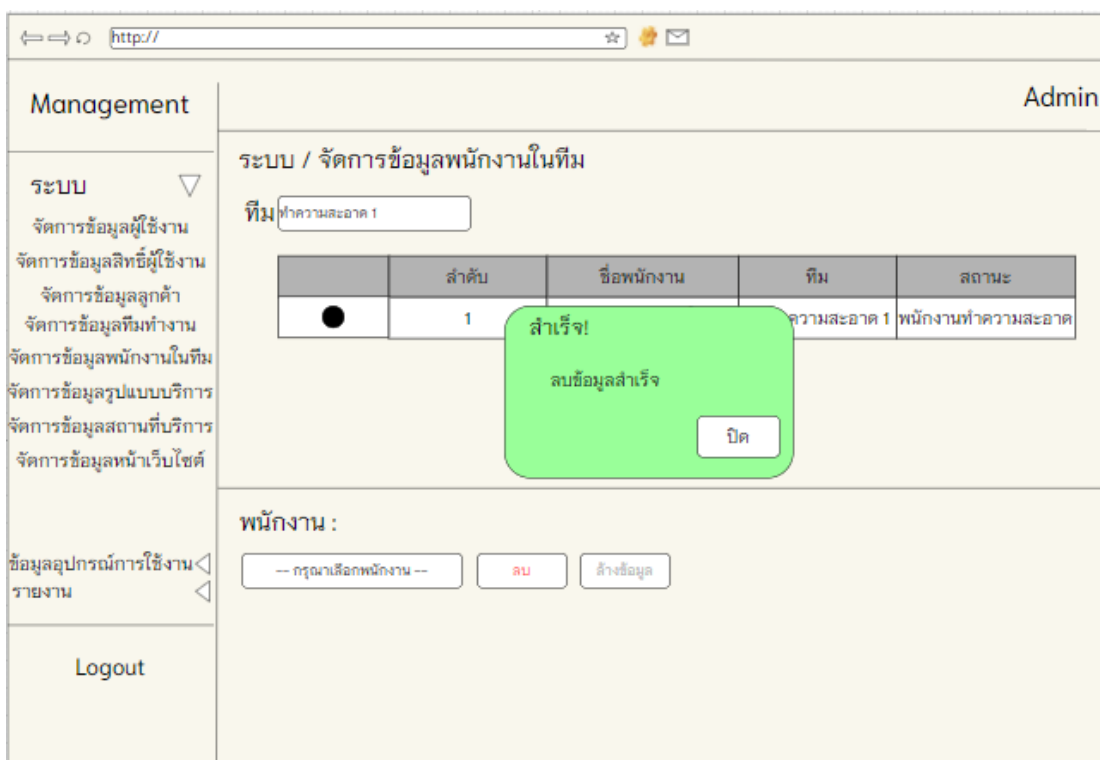 http://
Management
Admin
ระบบ
จัดการข้อมูลผู้ใช้งาน
จัดการข้อมูลสิทธิ์ผู้ใช้งาน
จัดการข้อมูลลูกค้า
จัดการข้อมูลทีมทำงาน
จัดการข้อมูลพนักงานในทีม
จัดการข้อมูลรูปแบบบริการ
จัดการข้อมูลสถานที่บริการ
จัดการข้อมูลหน้าเว็บไซต์
ข้อมูลอุปกรณ์การใช้งาน
รายงาน
Logout
ระบบ / จัดการข้อมูลพนักงานในทีม
ทีม ทำความสะอาด 1
ลำดับ ชื่อพนักงาน ทีม สถานะ
1 ความสะอาด 1 พนักงานทำความสะอาด
สำเร็จ!
ลบข้อมูลสำเร็จ
ปิด
พนักงาน :
-- กรุณาเลือกพนักงาน -- ลบ ล้างข้อมูล